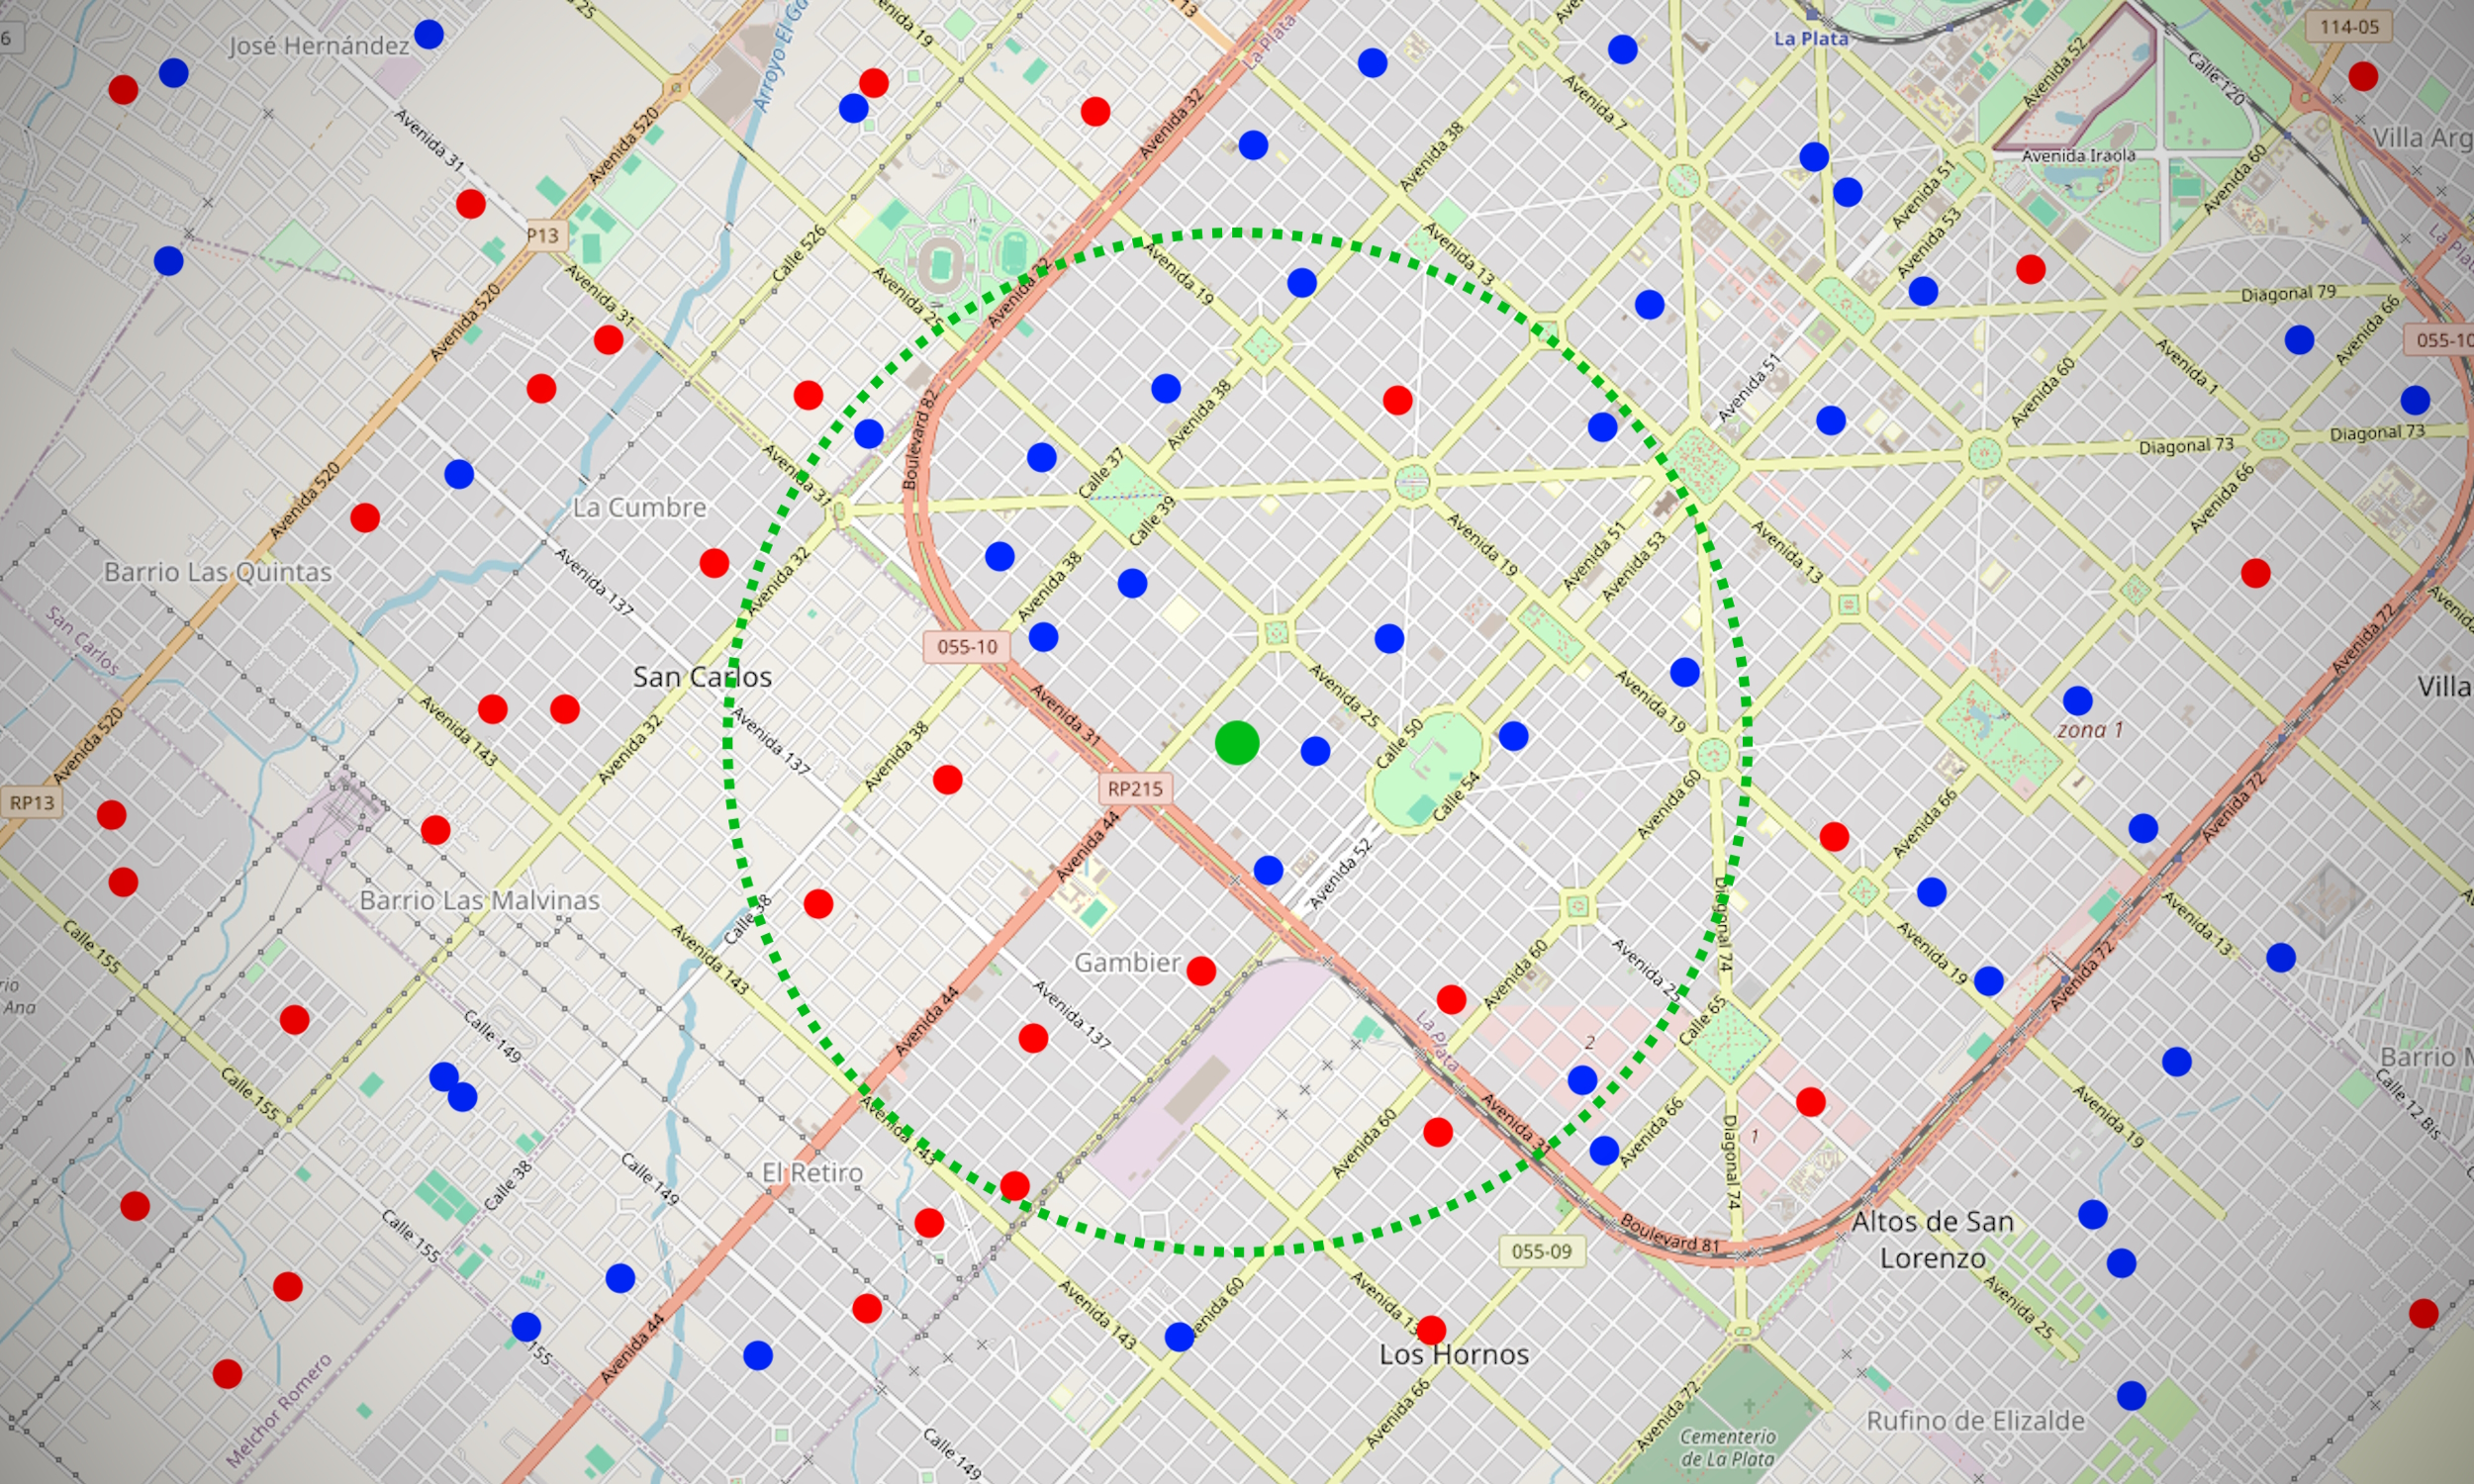 6
José Hernández
25
Arroyo El Ga
Avenida 19
13
La Plata
La Plata
Avenida 7
Avenida 52
Calle 120
114-05
Villa Arg
Avenida 31
Avenida 520
Avenida 32
Avenida 38
Avenida Iraola
Avenida 51
Avenida 60
Avenida 53
La Plata
P13
Calle 526
Avenida 31
Avenida 25
Avenida 32
Avenida 19
Avenida 13
Diagonal 79
Avenida 66
055-10
Avenida 520
Avenida 1
Avenida 51
Avenida 60
Boulevard 82
Avenida 38
Diagonal 73
Diagonal 73
Avenida 520
La Cumbre
Avenida 31
Calle 37
Calle 39
Avenida 66
Barrio Las Quintas
Avenida 137
Avenida 32
Avenida 38
Avenida 19
Avenida 51
Avenida 53
Avenida 13
San Carlos
055-10
Avenida 72
San Carlos
Avenida 31
Avenida 25
Avenida 19
Villa
zona 1
Avenida 520
Avenida 143
Avenida 32
Avenida 137
Avenida 38
Calle 50
Calle 54
RP13
RP215
Avenida 44
Avenida 60
Avenida 66
Avenida 72
Barrio Las Malvinas
Calle 38
Avenida 52
Diagonal 74
Calle 155
Avenida 143
Gambier
Avenida 60
Avenida 25
Avenida 19
Avenida 13
Avenida 72
Ana
Calle 149
Avenida 44
Avenida 137
La Plata
2
Calle 65
Barrio M
Calle 155
Avenida 143
Avenida 60
Avenida 31
Avenida 66
1
Diagonal 74
Avenida 19
Calle 12 Bis
El Retiro
Calle 149
Calle 38
Calle 155
Boulevard 81
055-09
Altos de San
Lorenzo
Avenida 143
enida 60
Avenida 13
Avenida 25
155
Avenida 44
Los Hornos
Melchor Romero
Avenida 66
Avenida 72
Calle 149
Cementerio
de La Plata
Rufino de Elizalde